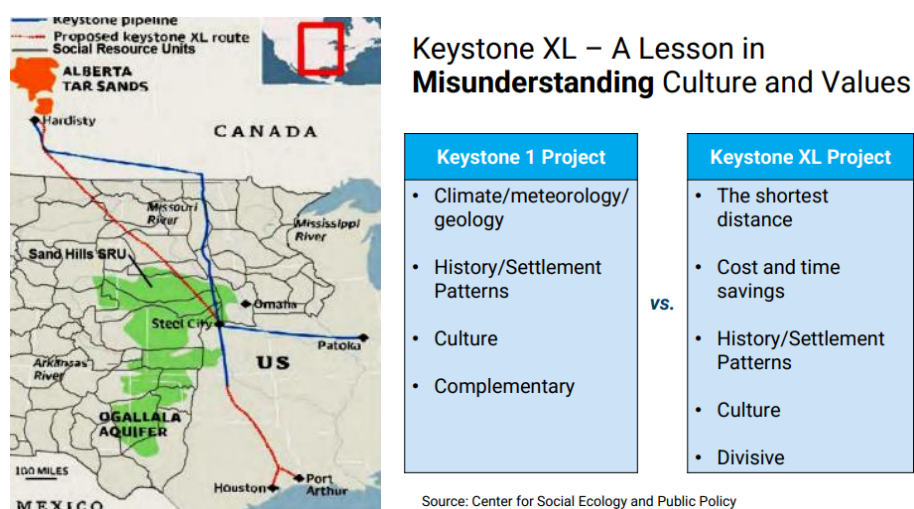 Keystone pipeline
Proposed keystone XL route
Social Resource Units
ALBERTA
TAR SANDS
Hardisty
CANADA
Missouri
River
Mississippi
River
Sand Hills SRU
Omaha
Steel City
Patoka
US
Arkansas
River
OGALLALA
AQUIFER
100 MILES
Houston
Port
Arthur
MEXICO
Keystone XL – A Lesson in
Misunderstanding Culture and Values
Keystone 1 Project
• Climate/meteorology/
geology
• History/Settlement
Patterns
• Culture
• Complementary
vs.
Keystone XL Project
• The shortest
distance
• Cost and time
savings
• History/Settlement
Patterns
• Culture
• Divisive
Source: Center for Social Ecology and Public Policy